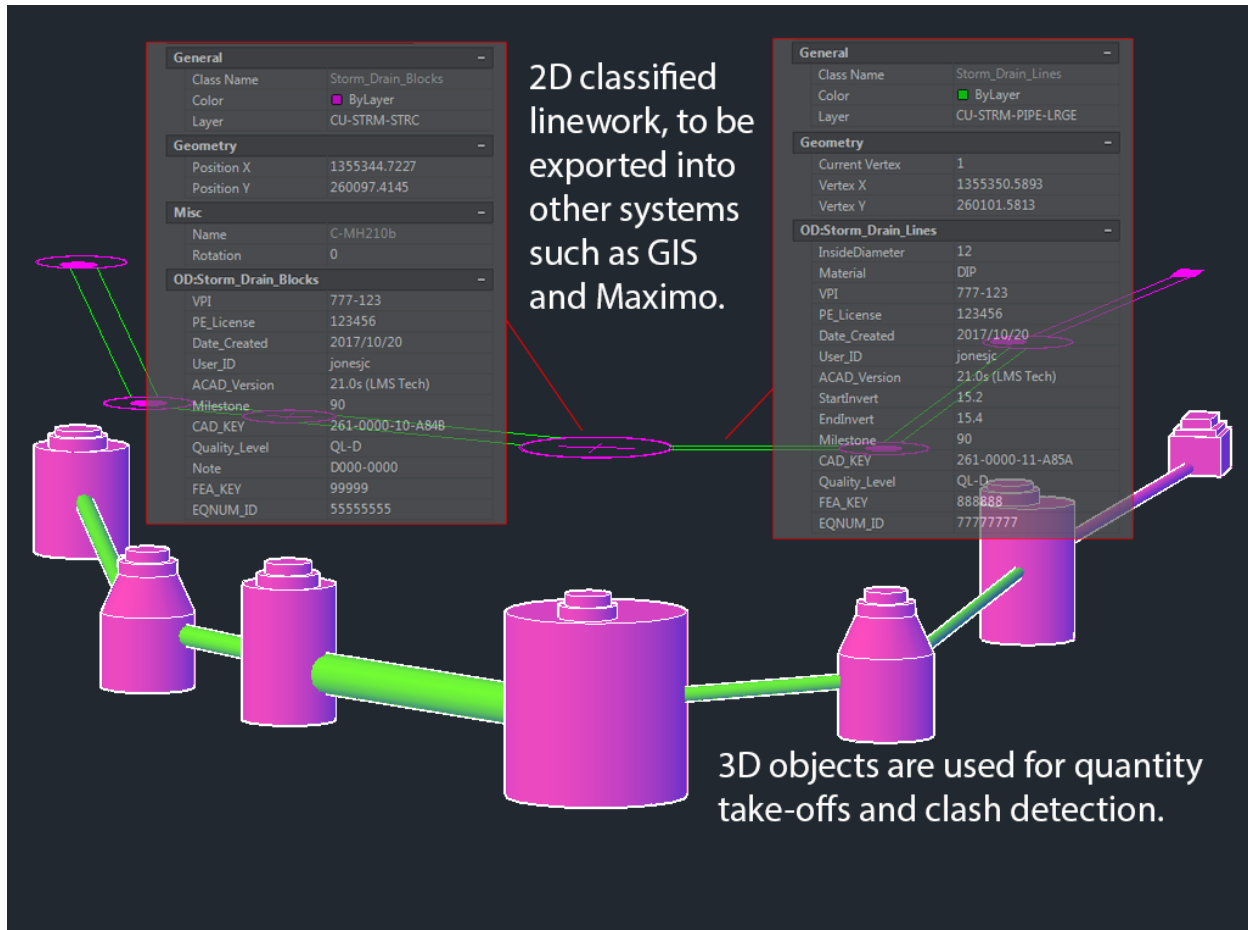 General –
Class Name Storm_Drain_Blocks
Color ByLayer
Layer CU-STRM-STRC
Geometry –
Position X 1355344.7227
Position Y 260097.4145
Misc –
Name C-MH210b
Rotation 0
OD:Storm_Drain_Blocks –
VPI 777-123
PE_License 123456
Date_Created 2017/10/20
User_ID jonesjc
ACAD_Version 21.0s (LMS Tech)
Milestone 90
CAD_KEY 261-0000-10-A84B
Quality_Level QL-D
Note D000-0000
FEA_KEY 99999
EQNUM_ID 55555555
2D classified
linework, to be
exported into
other systems
such as GIS
and Maximo.
General –
Class Name Storm_Drain_Lines
Color ByLayer
Layer CU-STRM-PIPE-LRGE
Geometry –
Current Vertex 1
Vertex X 1355350.5893
Vertex Y 260101.5813
OD:Storm_Drain_Lines –
InsideDiameter 12
Material DIP
VPI 777-123
PE_License 123456
Date_Created 2017/10/20
User_ID jonesjc
ACAD_Version 21.0s (LMS Tech)
StartInvert 15.2
EndInvert 15.4
Milestone 90
CAD_KEY 261-0000-11-A85A
Quality_Level QL-D
FEA_KEY 888888
EQNUM_ID 77777777
3D objects are used for quantity
take-offs and clash detection.